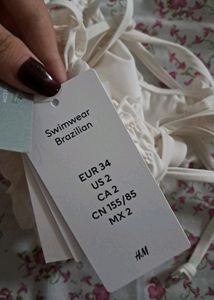 Swimwear
Brazilian
EUR 34
US 2
CA 2
CN 155/85
MX 2
H&M